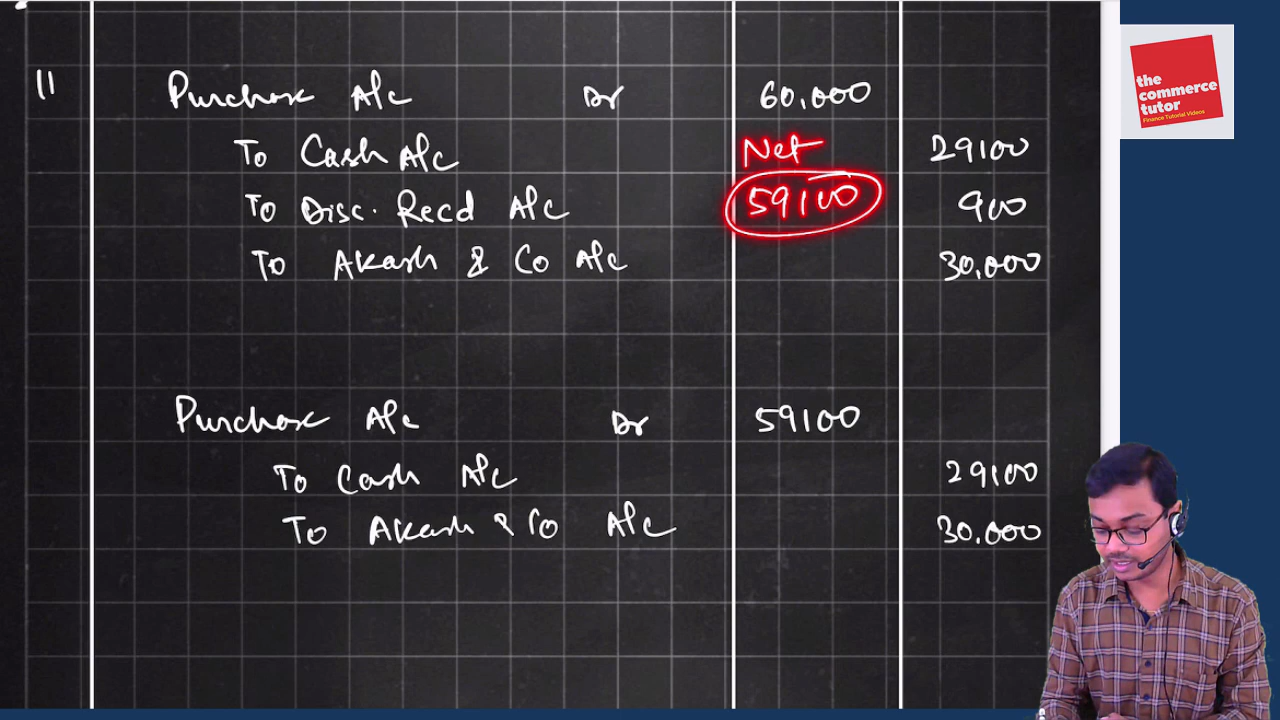 11 Purchase A/c Dr 60,000
To Cash A/c Net 29100
To Disc. Recd A/c 59100 900
To Akash & Co A/c 30,000
Purchase A/c Dr 59100
To Cash A/c 29100
To Akash & Co A/c 30,000
the
commerce
tutor
Finance Tutorial Videos